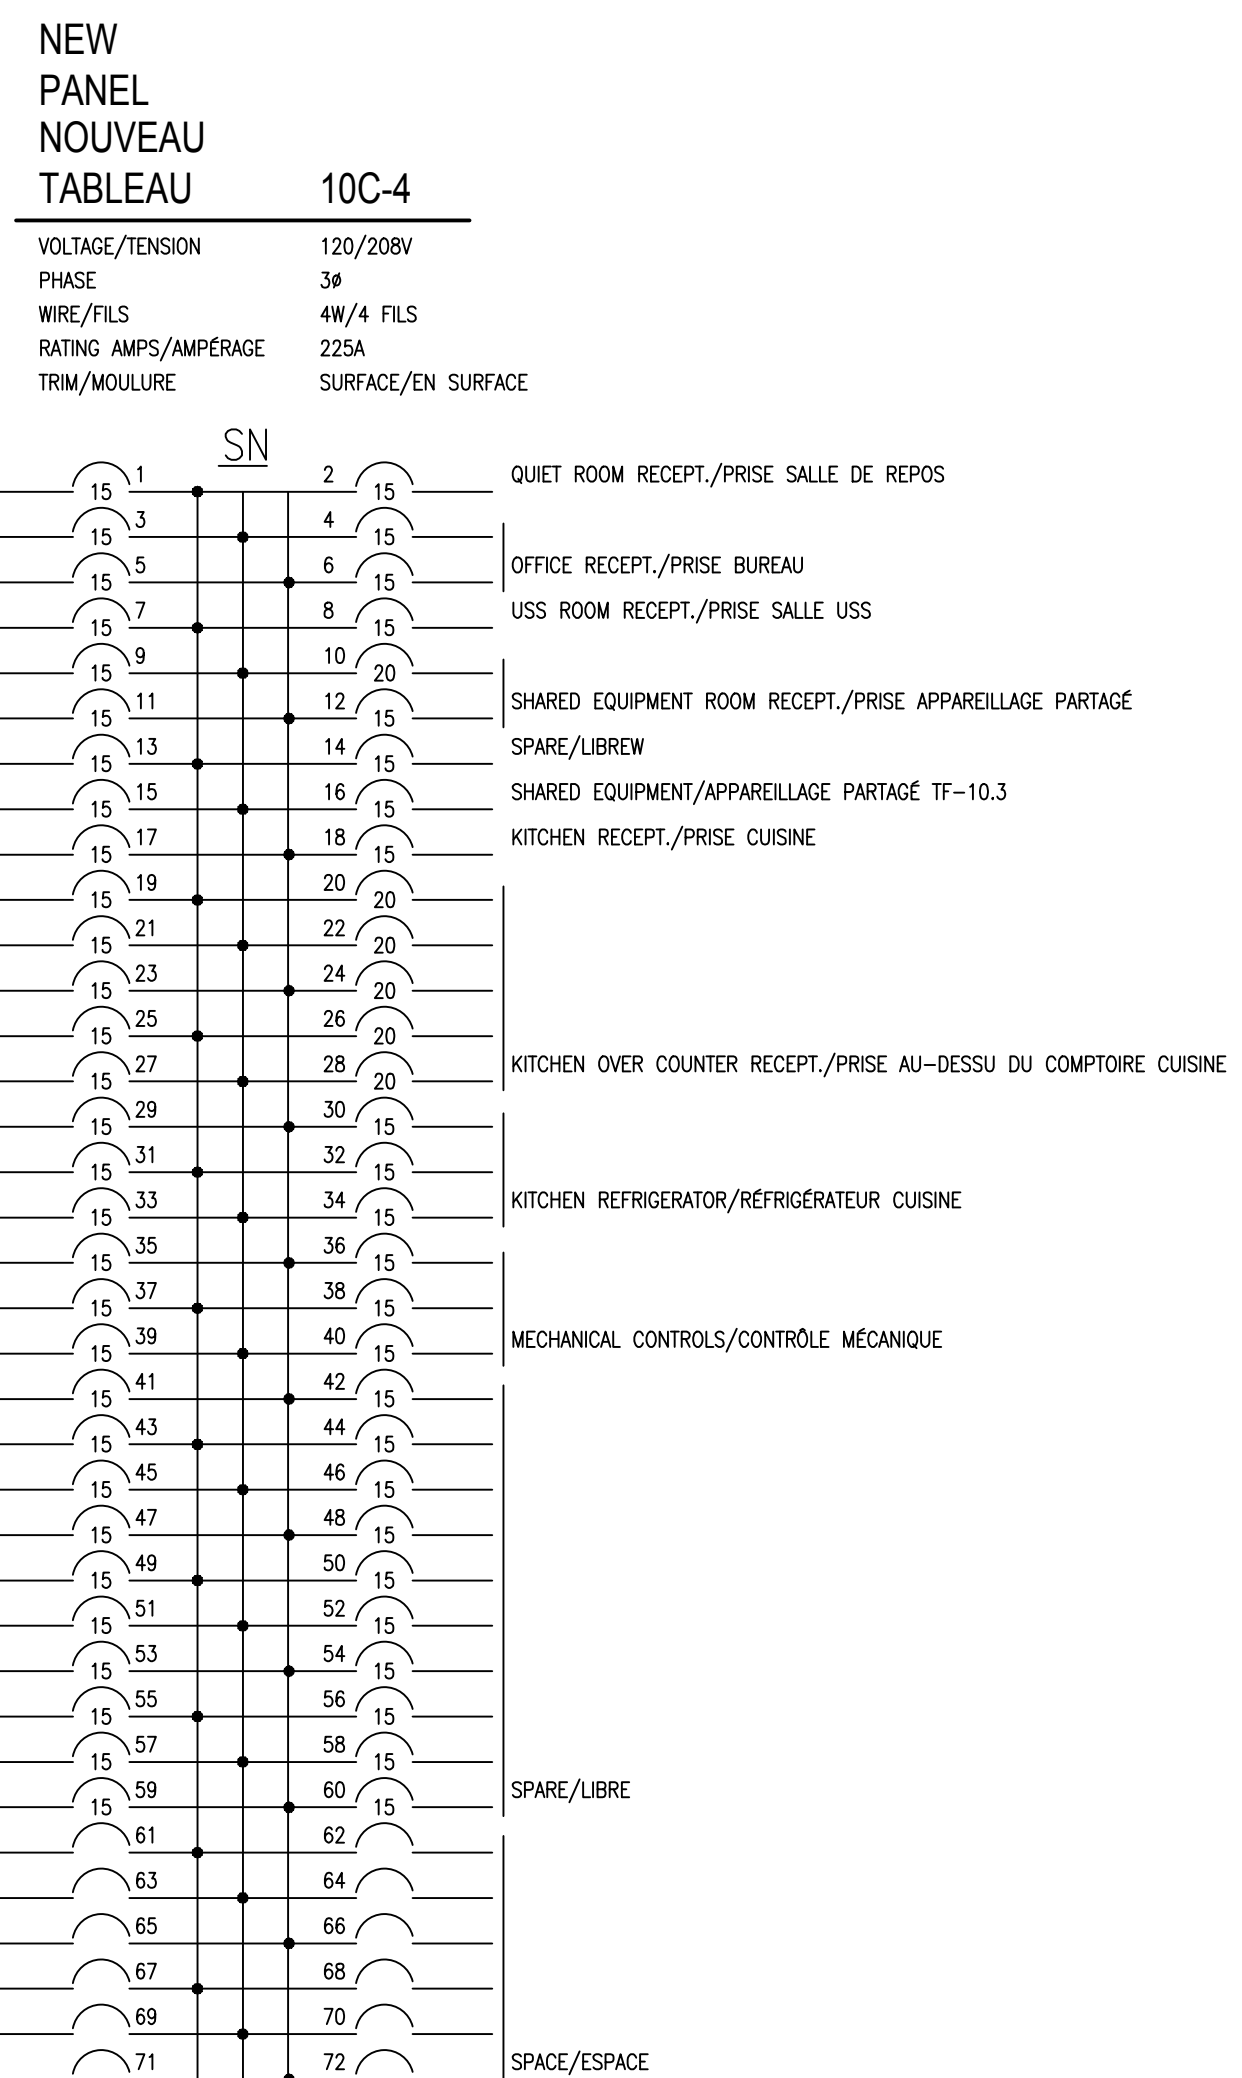 NEW
PANEL
NOUVEAU
TABLEAU 10C-4
VOLTAGE/TENSION 120/208V
PHASE 3ø
WIRE/FILS 4W/4 FILS
RATING AMPS/AMPÉRAGE 225A
TRIM/MOULURE SURFACE/EN SURFACE
SN
15 1 2 15 QUIET ROOM RECEPT./PRISE SALLE DE REPOS
15 3 4 15
15 5 6 15 OFFICE RECEPT./PRISE BUREAU
15 7 8 15 USS ROOM RECEPT./PRISE SALLE USS
15 9 10 20
15 11 12 15 SHARED EQUIPMENT ROOM RECEPT./PRISE APPAREILLAGE PARTAGÉ
15 13 14 15 SPARE/LIBREW
15 15 16 15 SHARED EQUIPMENT/APPAREILLAGE PARTAGÉ TF-10.3
15 17 18 15 KITCHEN RECEPT./PRISE CUISINE
15 19 20 20
15 21 22 20
15 23 24 20
15 25 26 20
15 27 28 20 KITCHEN OVER COUNTER RECEPT./PRISE AU-DESSU DU COMPTOIRE CUISINE
15 29 30 15
15 31 32 15
15 33 34 15 KITCHEN REFRIGERATOR/RÉFRIGÉRATEUR CUISINE
15 35 36 15
15 37 38 15
15 39 40 15 MECHANICAL CONTROLS/CONTRÔLE MÉCANIQUE
15 41 42 15
15 43 44 15
15 45 46 15
15 47 48 15
15 49 50 15
15 51 52 15
15 53 54 15
15 55 56 15
15 57 58 15
15 59 60 15 SPARE/LIBRE
61 62
63 64
65 66
67 68
69 70
71 72 SPACE/ESPACE